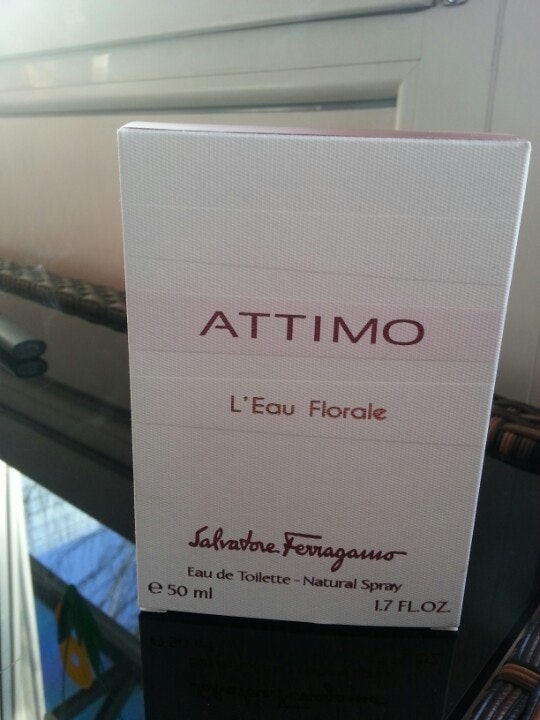 ATTIMO
L'Eau Florale
Salvatore Ferragamo
Eau de Toilette - Natural Spray
℮ 50 ml 1.7 FL.OZ.